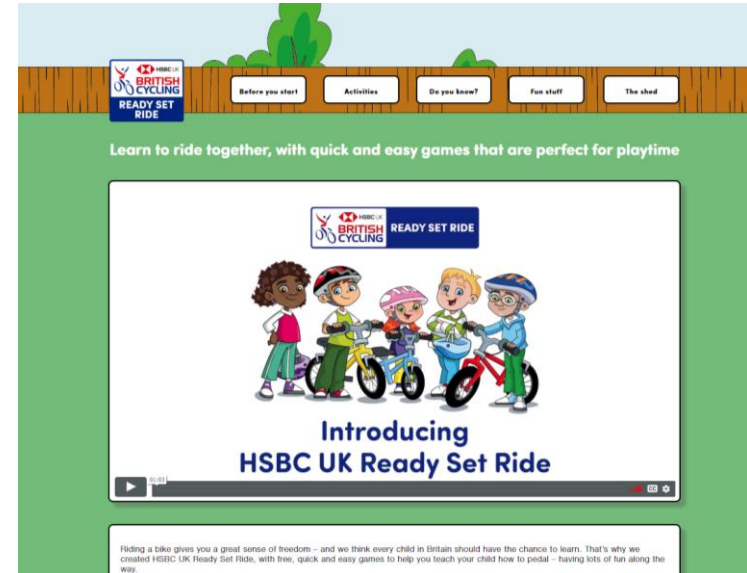 HSBC UK
BRITISH
CYCLING
READY SET
RIDE
Before you start
Activities
Do you know?
Fun stuff
The shed
Learn to ride together, with quick and easy games that are perfect for playtime
HSBC UK
BRITISH
CYCLING
READY SET RIDE
Introducing
HSBC UK Ready Set Ride
01:03
CC
Riding a bike gives you a great sense of freedom – and we think every child in Britain should have the chance to learn. That's why we
created HSBC UK Ready Set Ride, with free, quick and easy games to help you teach your child how to pedal – having lots of fun along the
way.